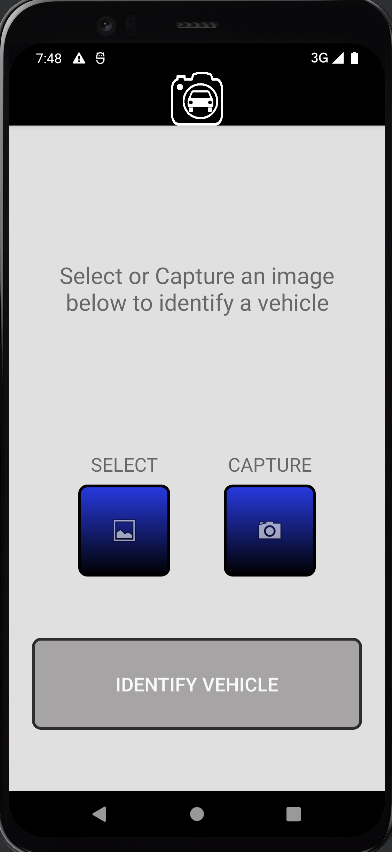 7:48 3G
Select or Capture an image
below to identify a vehicle
SELECT CAPTURE
IDENTIFY VEHICLE